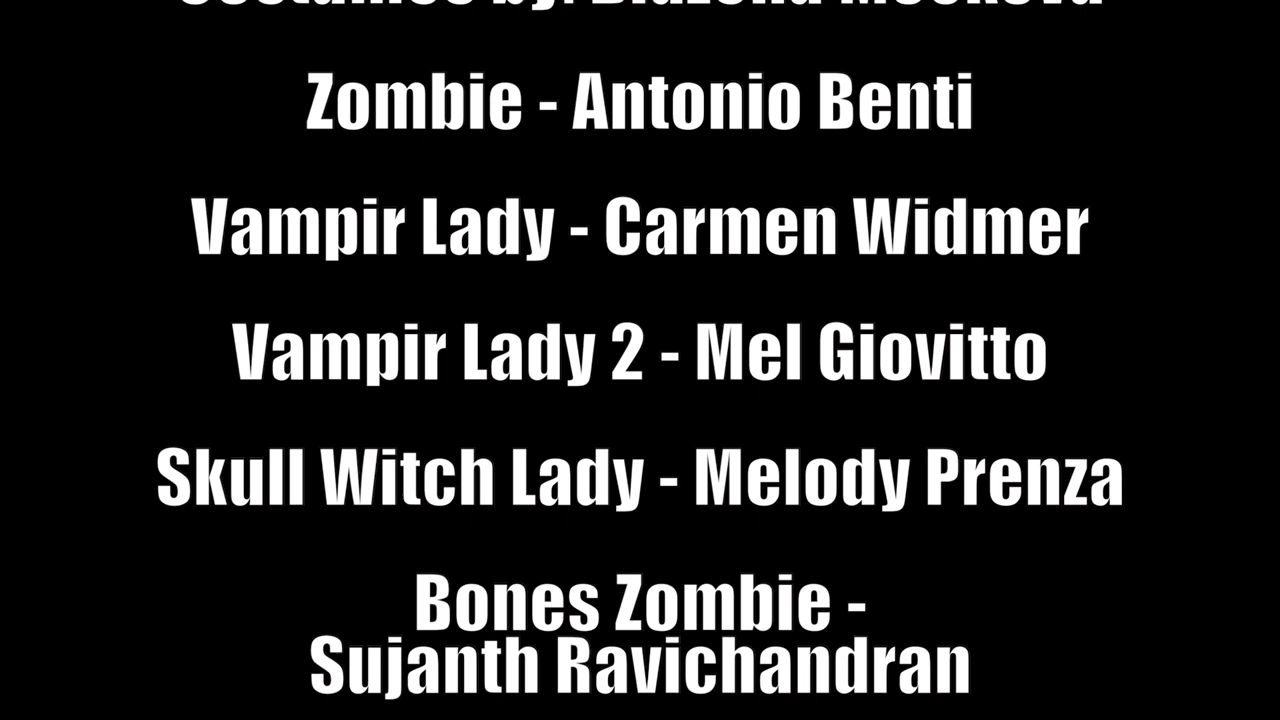 by:
Zombie - Antonio Benti
Vampir Lady - Carmen Widmer
Vampir Lady 2 - Mel Giovitto
Skull Witch Lady - Melody Prenza
Bones Zombie -
Sujanth Ravichandran